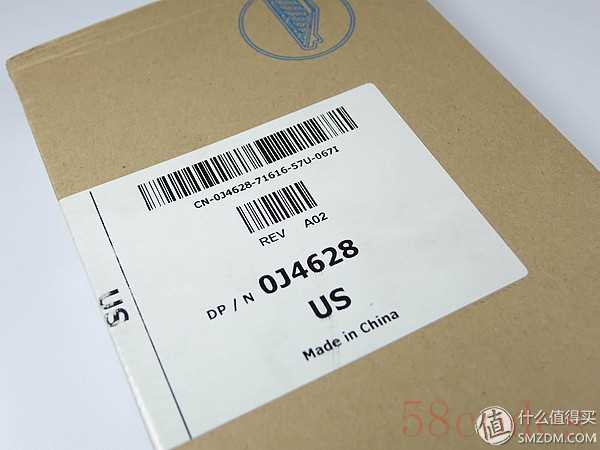 CN-0J4628-71616-57U-0671
REV A02
DP / N 0J4628
US
Made in China
US
值 什么值得买
SMZDM.COM